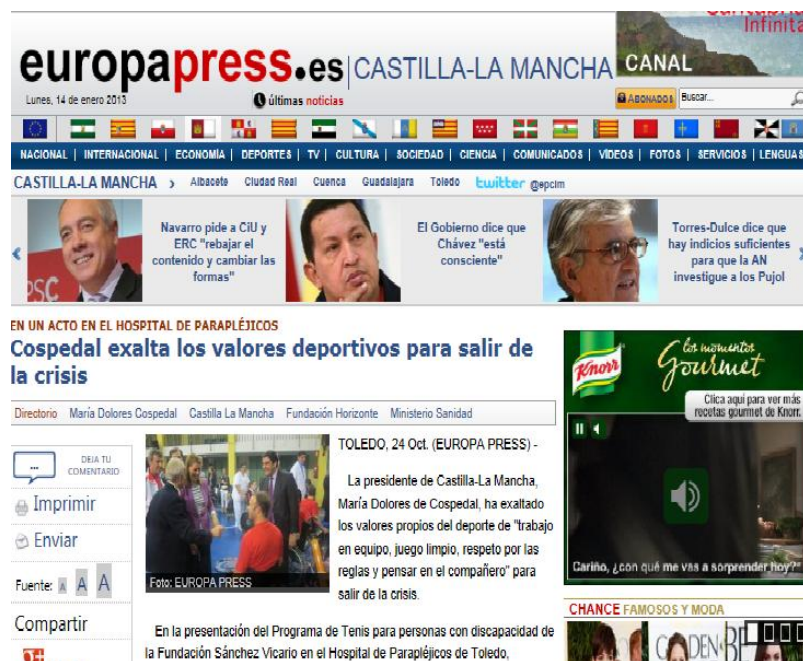 Infinita
europapress.es | CASTILLA-LA MANCHA
CANAL
Lunes, 14 de enero 2013
últimas noticias
ABONADOS
Buscar...
NACIONAL | INTERNACIONAL | ECONOMÍA | DEPORTES | TV | CULTURA | SOCIEDAD | CIENCIA | COMUNICADOS | VÍDEOS | FOTOS | SERVICIOS | LENGUAS
CASTILLA-LA MANCHA > Albacete Ciudad Real Cuenca Guadalajara Toledo twitter @epclm
Navarro pide a CiU y
ERC "rebajar el
contenido y cambiar las
formas"
El Gobierno dice que
Chávez "está
consciente"
Torres-Dulce dice que
hay indicios suficientes
para que la AN
investigue a los Pujol
PSC
EN UN ACTO EN EL HOSPITAL DE PARAPLÉJICOS
Cospedal exalta los valores deportivos para salir de
la crisis
Directorio María Dolores Cospedal Castilla La Mancha Fundación Horizonte Ministerio Sanidad
DEJA TU
COMENTARIO
Imprimir
Enviar
Fuente: A A A
Compartir
Foto: EUROPA PRESS
TOLEDO, 24 Oct. (EUROPA PRESS) -
La presidente de Castilla-La Mancha,
María Dolores de Cospedal, ha exaltado
los valores propios del deporte de "trabajo
en equipo, juego limpio, respeto por las
reglas y pensar en el compañero" para
salir de la crisis.
En la presentación del Programa de Tenis para personas con discapacidad de
la Fundación Sánchez Vicario en el Hospital de Parapléjicos de Toledo,
Knorr
los momentos
Gourmet
Clica aquí para ver más
recetas gourmet de Knorr.
Cariño, ¿con qué me vas a sorprender hoy?"
CHANCE FAMOSOS Y MODA